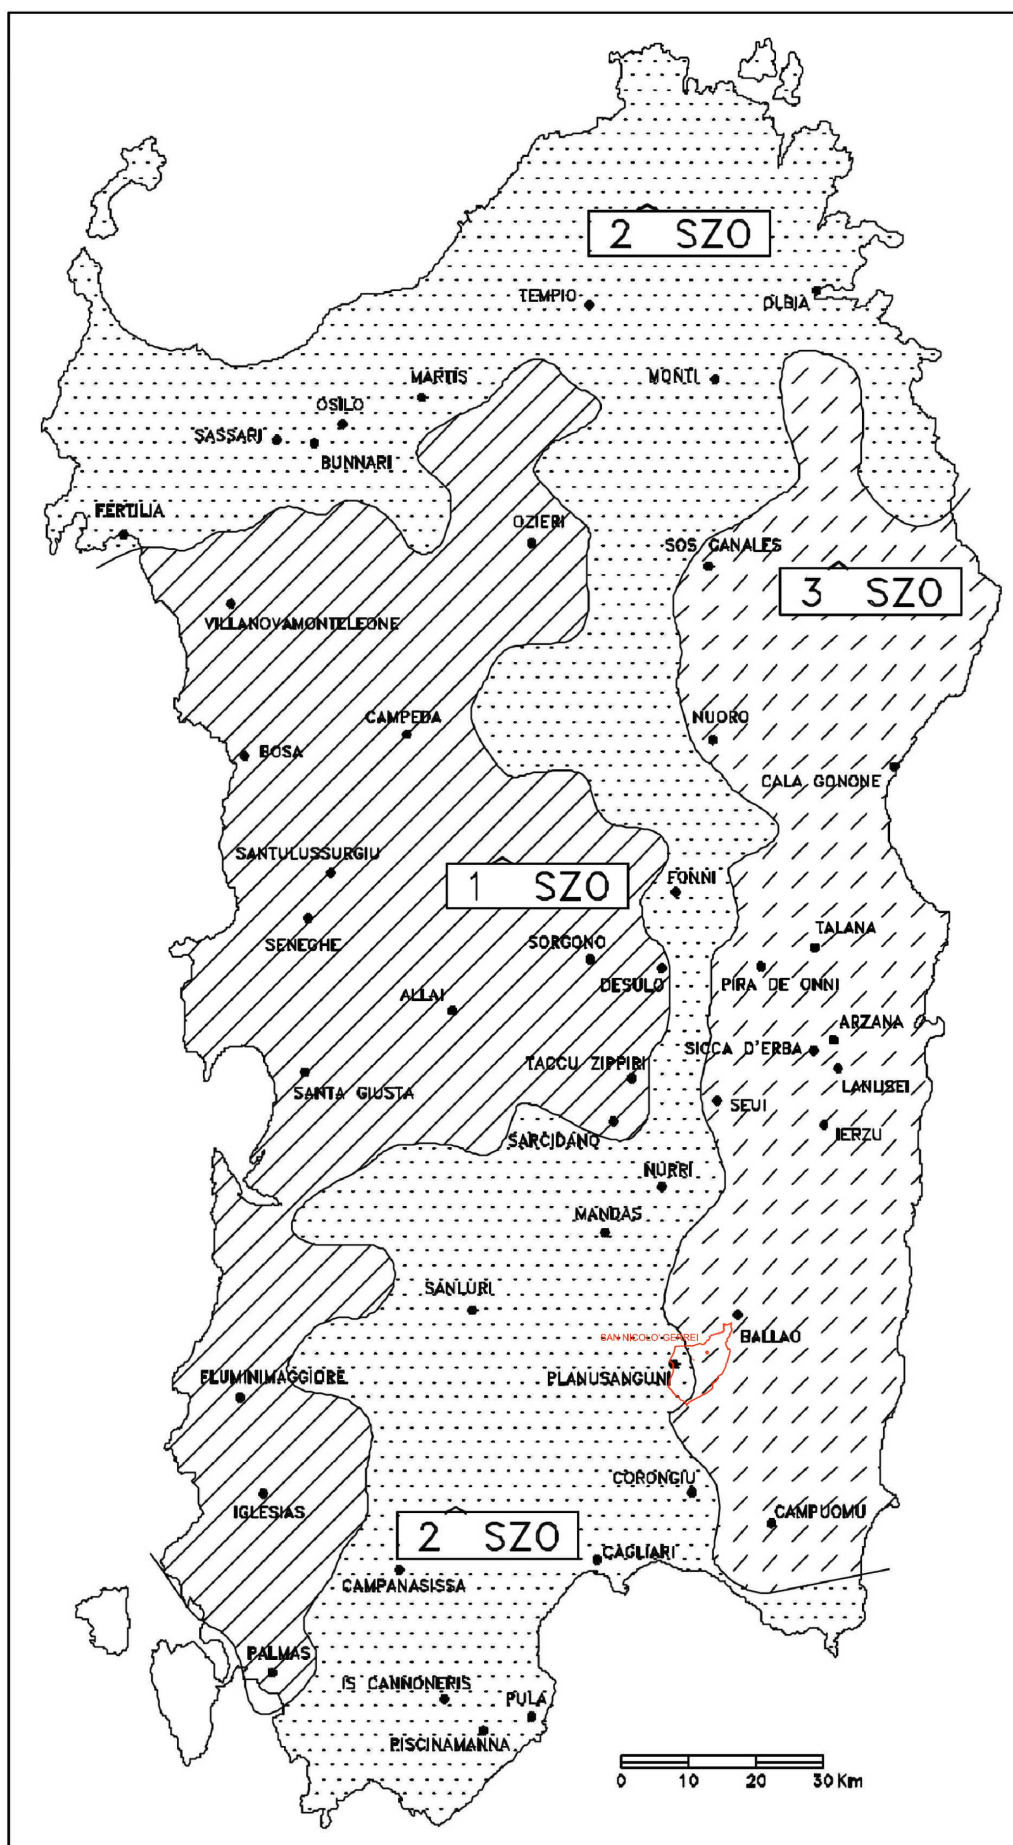 2 SZO
TEMPIO
OLBIA
MARTIS
MONTI
OSILO
SASSARI
BUNNARI
FERTILIA
OZIERI
SOS CANALES
3 SZO
VILLANOVAMONTELEONE
CAMPEDA
NUORO
BOSA
CALA GONONE
SANTULUSSURGIU
1 SZO
FONNI
SENEGHE
SORGONO
TALANA
DESULO
PIRA DE ONNI
ALLAI
ARZANA
SICCA D'ERBA
TACCU ZIPPIRI
LANUSEI
SANTA GIUSTA
SEUI
IERZU
SARCIDANO
NURRI
MANDAS
SANLURI
SAN NICOLO' GERREI
BALLAO
FLUMINIMAGGIORE
PLANUSANGUNI
CORONGIU
IGLESIAS
CAMPUOMU
2 SZO
CAGLIARI
CAMPANASISSA
PALMAS
IS CANNONERIS
PULA
PISCINAMANNA
0 10 20 30 Km